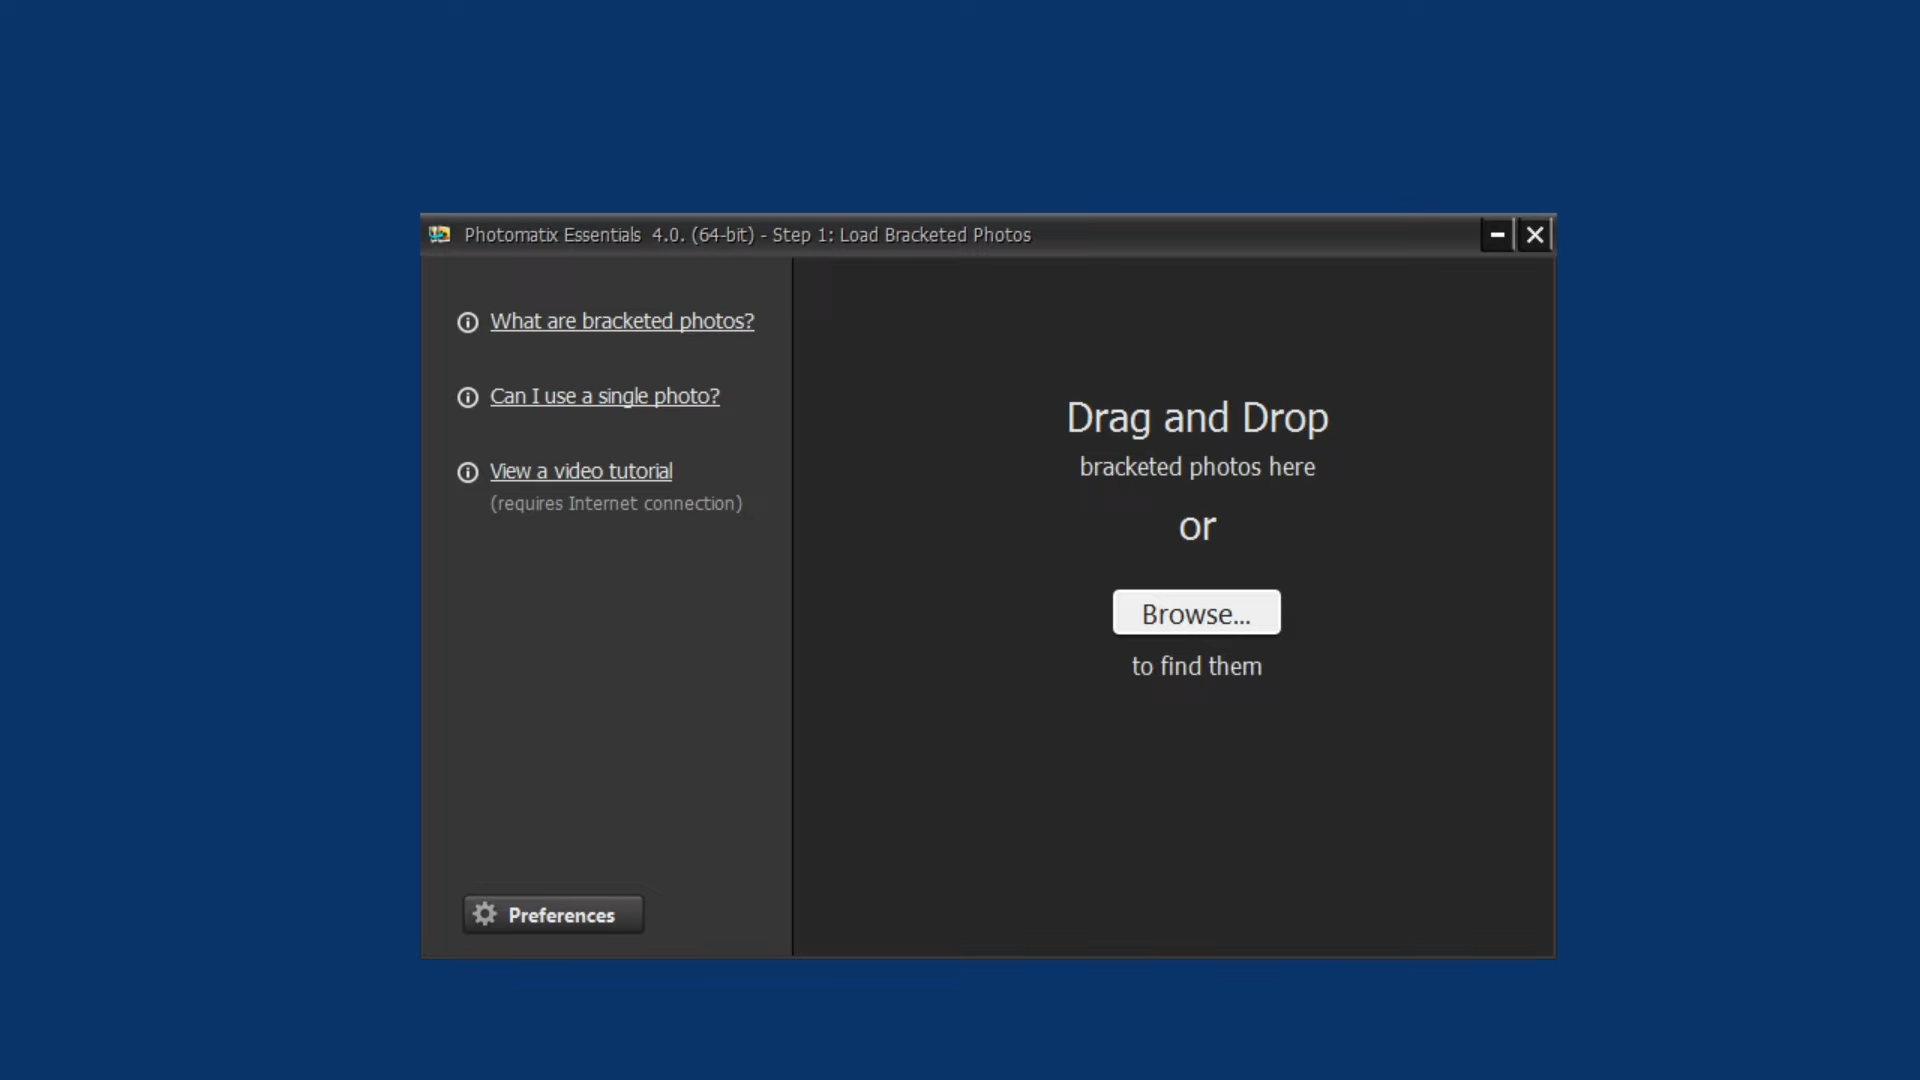 Photomatix Essentials  4.0. (64-bit) - Step 1: Load Bracketed Photos
What are bracketed photos?
Can I use a single photo?
View a video tutorial
(requires Internet connection)
Preferences
Drag and Drop
bracketed photos here
or
Browse...
to find them